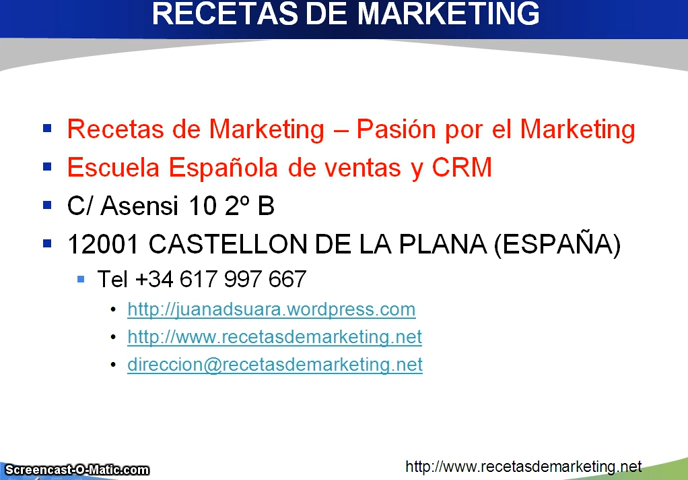 RECETAS DE MARKETING
Recetas de Marketing – Pasión por el Marketing
Escuela Española de ventas y CRM
C/ Asensi 10 2º B
12001 CASTELLON DE LA PLANA (ESPAÑA)
Tel +34 617 997 667
http://juanadsuara.wordpress.com
http://www.recetasdemarketing.net
direccion@recetasdemarketing.net
http://www.recetasdemarketing.net
Screencast-O-Matic.com